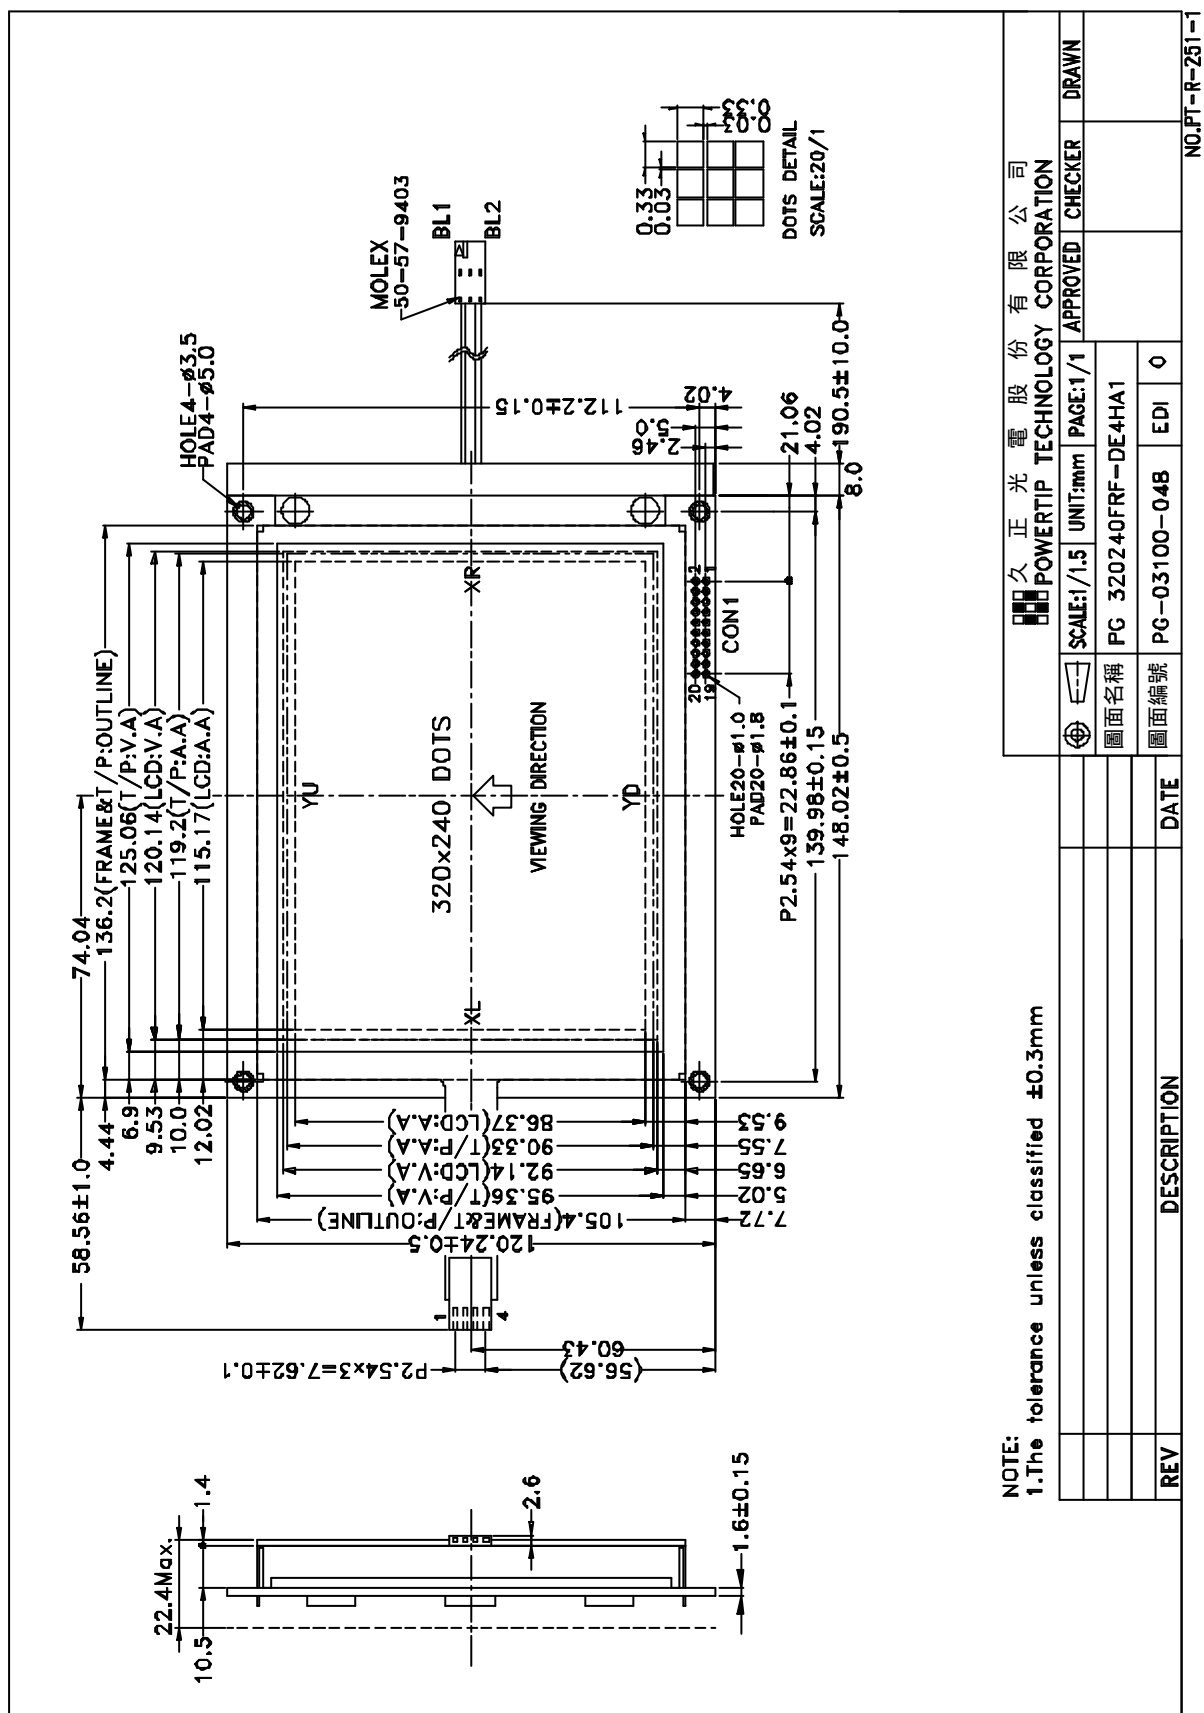 58.56±1.0
74.04
4.44
136.2(FRAME&T/P:OUTLINE)
6.9
125.06(T/P:V.A)
9.53
120.14(LCD:V.A)
10.0
119.2(T/P:A.A)
12.02
115.17(LCD:A.A)
HOLE4-ø3.5
PAD4-ø5.0
MOLEX
50-57-9403
BL1
BL2
112.2±0.15
4.02
5.0
2.46
YU
XR
XL
YD
320x240 DOTS
VIEWING DIRECTION
2
1
20
19
CON1
HOLE20-ø1.0
PAD20-ø1.8
P2.54x9=22.86±0.1
21.06
139.98±0.15
4.02
148.02±0.5
190.5±10.0
8.0
86.37(LCD:A.A)
9.53
90.33(T/P:A.A)
7.55
92.14(LCD:V.A)
6.65
95.36(T/P:V.A)
5.02
105.4(FRAME&T/P:OUTLINE)
7.72
120.24±0.5
1
4
60.43
(56.62)
P2.54x3=7.62±0.1
0.33
0.03
0.33
0.03
DOTS DETAIL
SCALE:20/1
22.4Max.
10.5
1.4
2.6
1.6±0.15
NOTE:
1.The tolerance unless classified ±0.3mm
久正光電股份有限公司
POWERTIP TECHNOLOGY CORPORATION
SCALE:1/1.5 UNIT:mm PAGE:1/1 APPROVED CHECKER DRAWN
圖面名稱 PG 320240FRF-DE4HA1
圖面編號 PG-03100-04B EDI 0
REV DESCRIPTION DATE
NO.PT-R-251-1